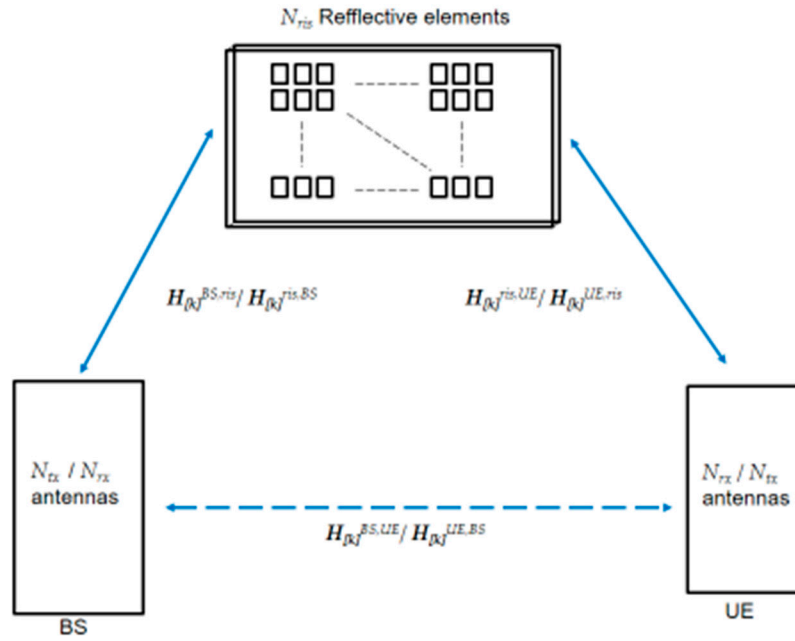 N_ris Refflective elements
H_[k]^BS,ris / H_[k]^ris,BS
H_[k]^ris,UE / H_[k]^UE,ris
N_tx / N_rx
antennas
BS
H_[k]^BS,UE / H_[k]^UE,BS
N_rx / N_tx
antennas
UE